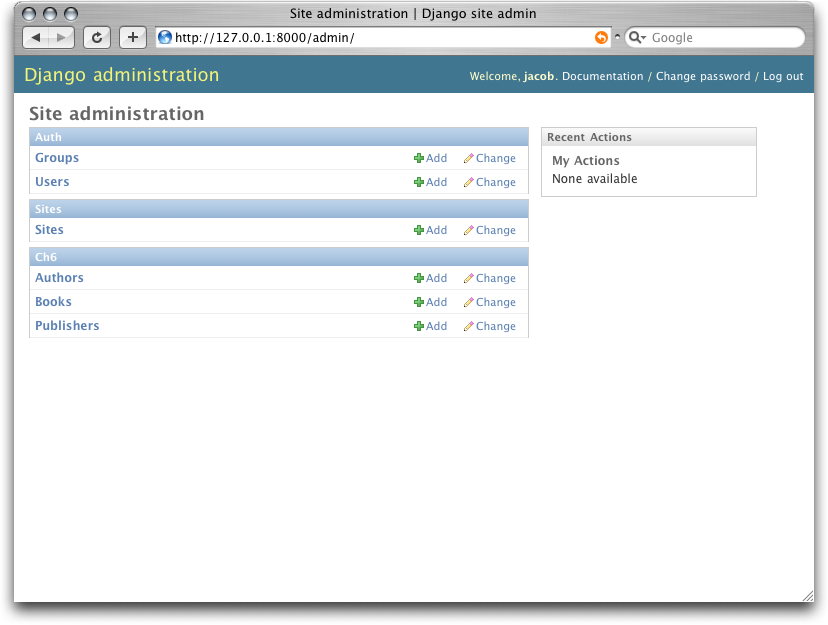 Site administration | Django site admin
http://127.0.0.1:8000/admin/
Google
Django administration
Welcome, jacob. Documentation / Change password / Log out
Site administration
Auth
Groups Add Change
Users Add Change
Sites
Sites Add Change
Ch6
Authors Add Change
Books Add Change
Publishers Add Change
Recent Actions
My Actions
None available